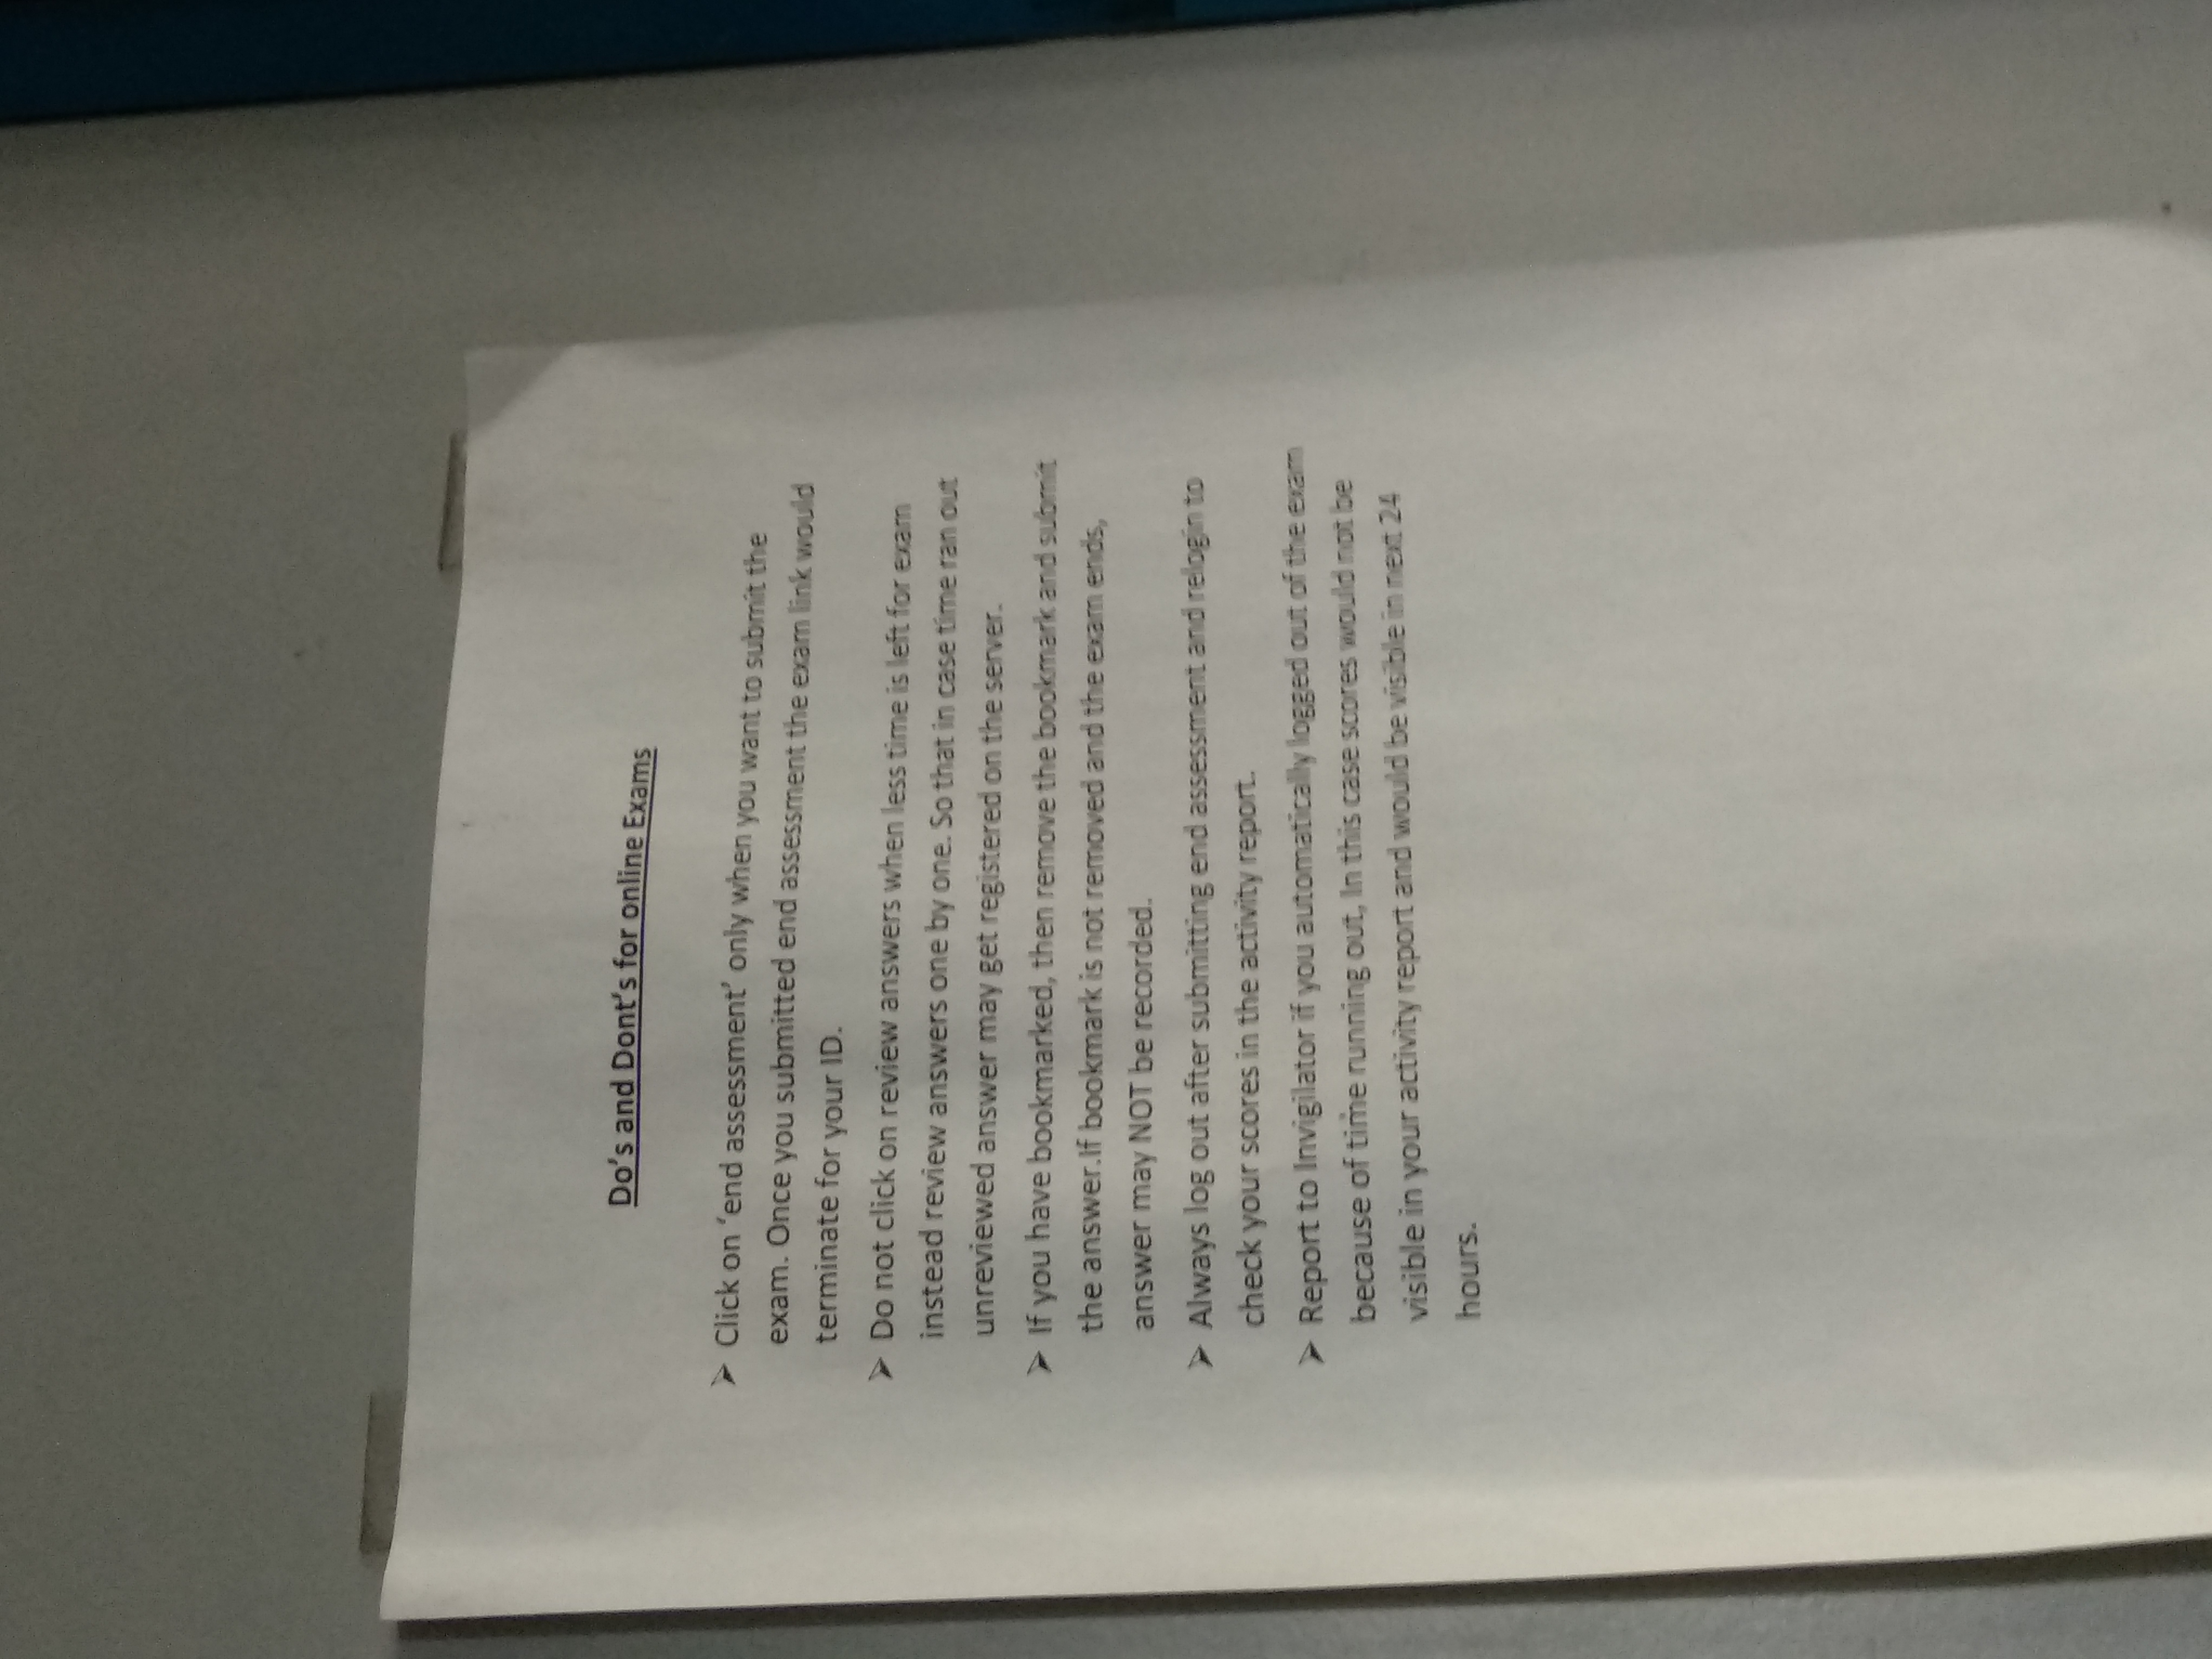 Do's and Dont's for online Exams
➢ Click on 'end assessment' only when you want to submit the
exam. Once you submitted end assessment the exam link would
terminate for your ID.
➢ Do not click on review answers when less time is left for exam
instead review answers one by one. So that in case time ran out
unreviewed answer may get registered on the server.
➢ If you have bookmarked, then remove the bookmark and submit
the answer.If bookmark is not removed and the exam ends,
answer may NOT be recorded.
➢ Always log out after submitting end assessment and relogin to
check your scores in the activity report.
➢ Report to Invigilator if you automatically logged out of the exam
because of time running out, In this case scores would not be
visible in your activity report and would be visible in next 24
hours.